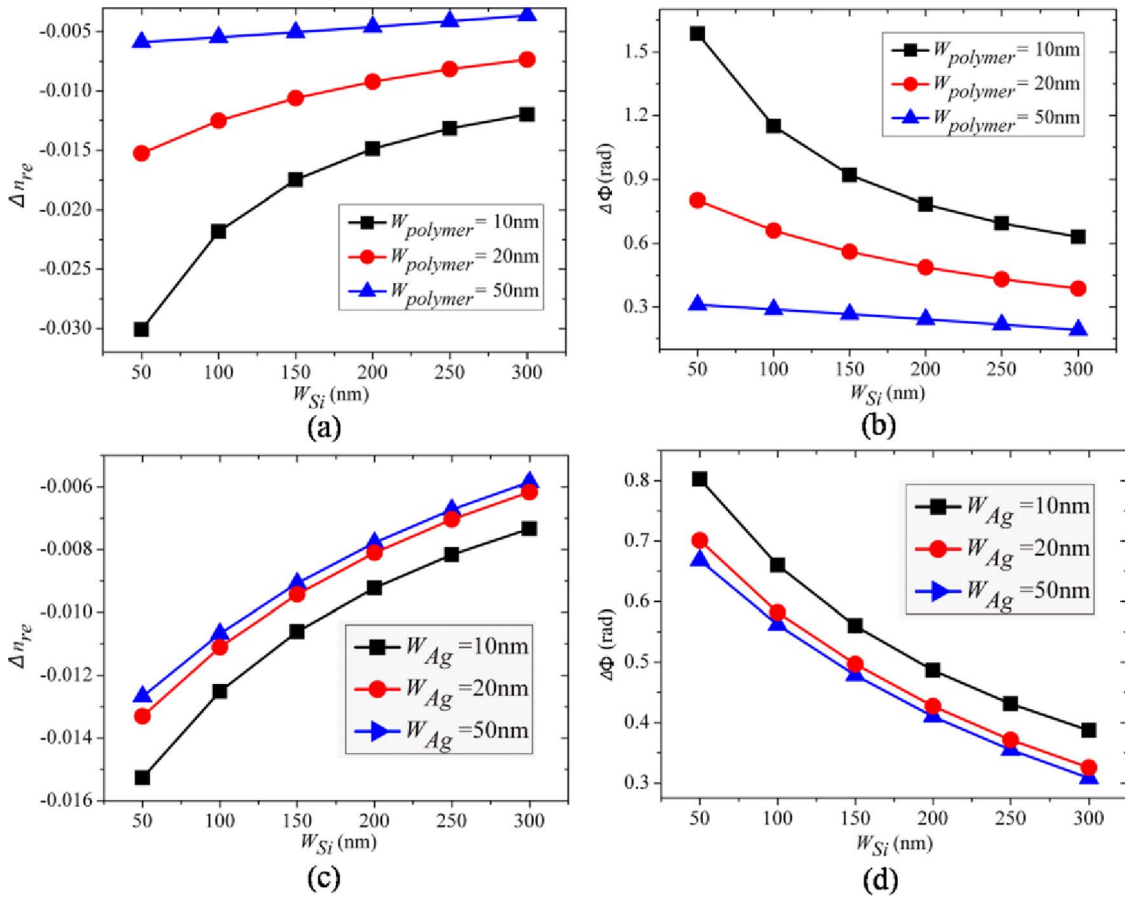 -0.005
-0.010
-0.015
-0.020
-0.025
-0.030
Δn_re
W_polymer = 10nm
W_polymer = 20nm
W_polymer = 50nm
50 100 150 200 250 300
W_Si (nm)
(a)
1.5
1.2
0.9
0.6
0.3
ΔΦ (rad)
W_polymer = 10nm
W_polymer = 20nm
W_polymer = 50nm
50 100 150 200 250 300
W_Si (nm)
(b)
-0.006
-0.008
-0.010
-0.012
-0.014
-0.016
Δn_re
W_Ag =10nm
W_Ag =20nm
W_Ag =50nm
50 100 150 200 250 300
W_Si (nm)
(c)
0.8
0.7
0.6
0.5
0.4
0.3
ΔΦ (rad)
W_Ag =10nm
W_Ag =20nm
W_Ag =50nm
50 100 150 200 250 300
W_Si (nm)
(d)